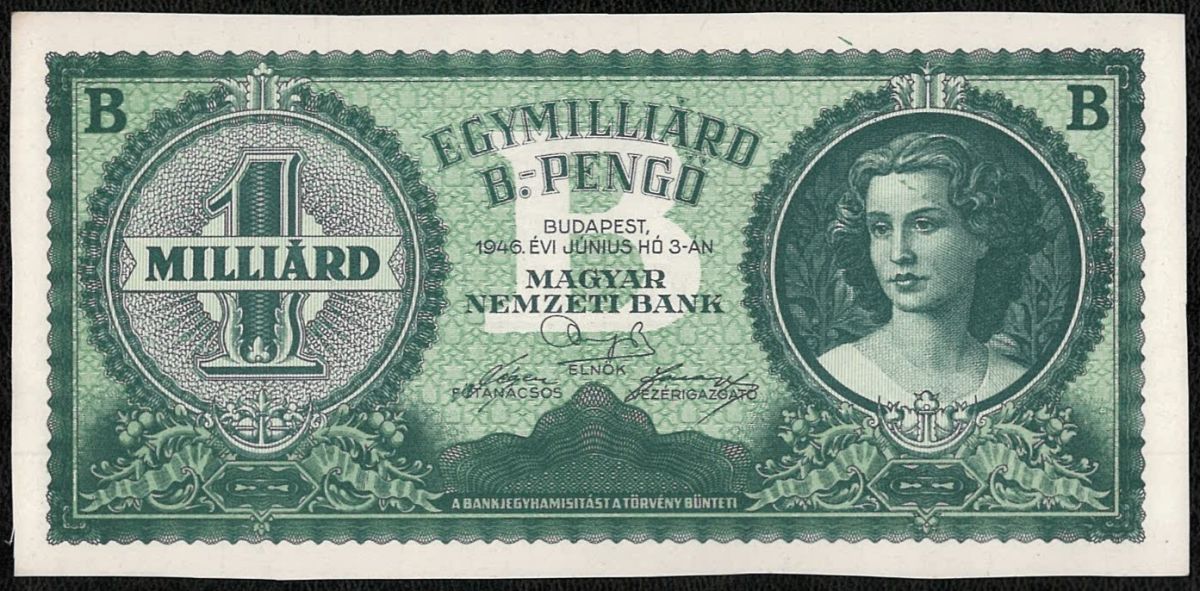 B
B
1
MILLIÁRD
EGYMILLIÁRD
B.-PENGŐ
B
BUDAPEST,
1946. ÉVI JÚNIUS HÓ 3-ÁN
MAGYAR
NEMZETI BANK
ELNÖK
FŐTANÁCSOS
VEZÉRIGAZGATÓ
A BANKJEGYHAMISITÁST A TÖRVÉNY BÜNTETI